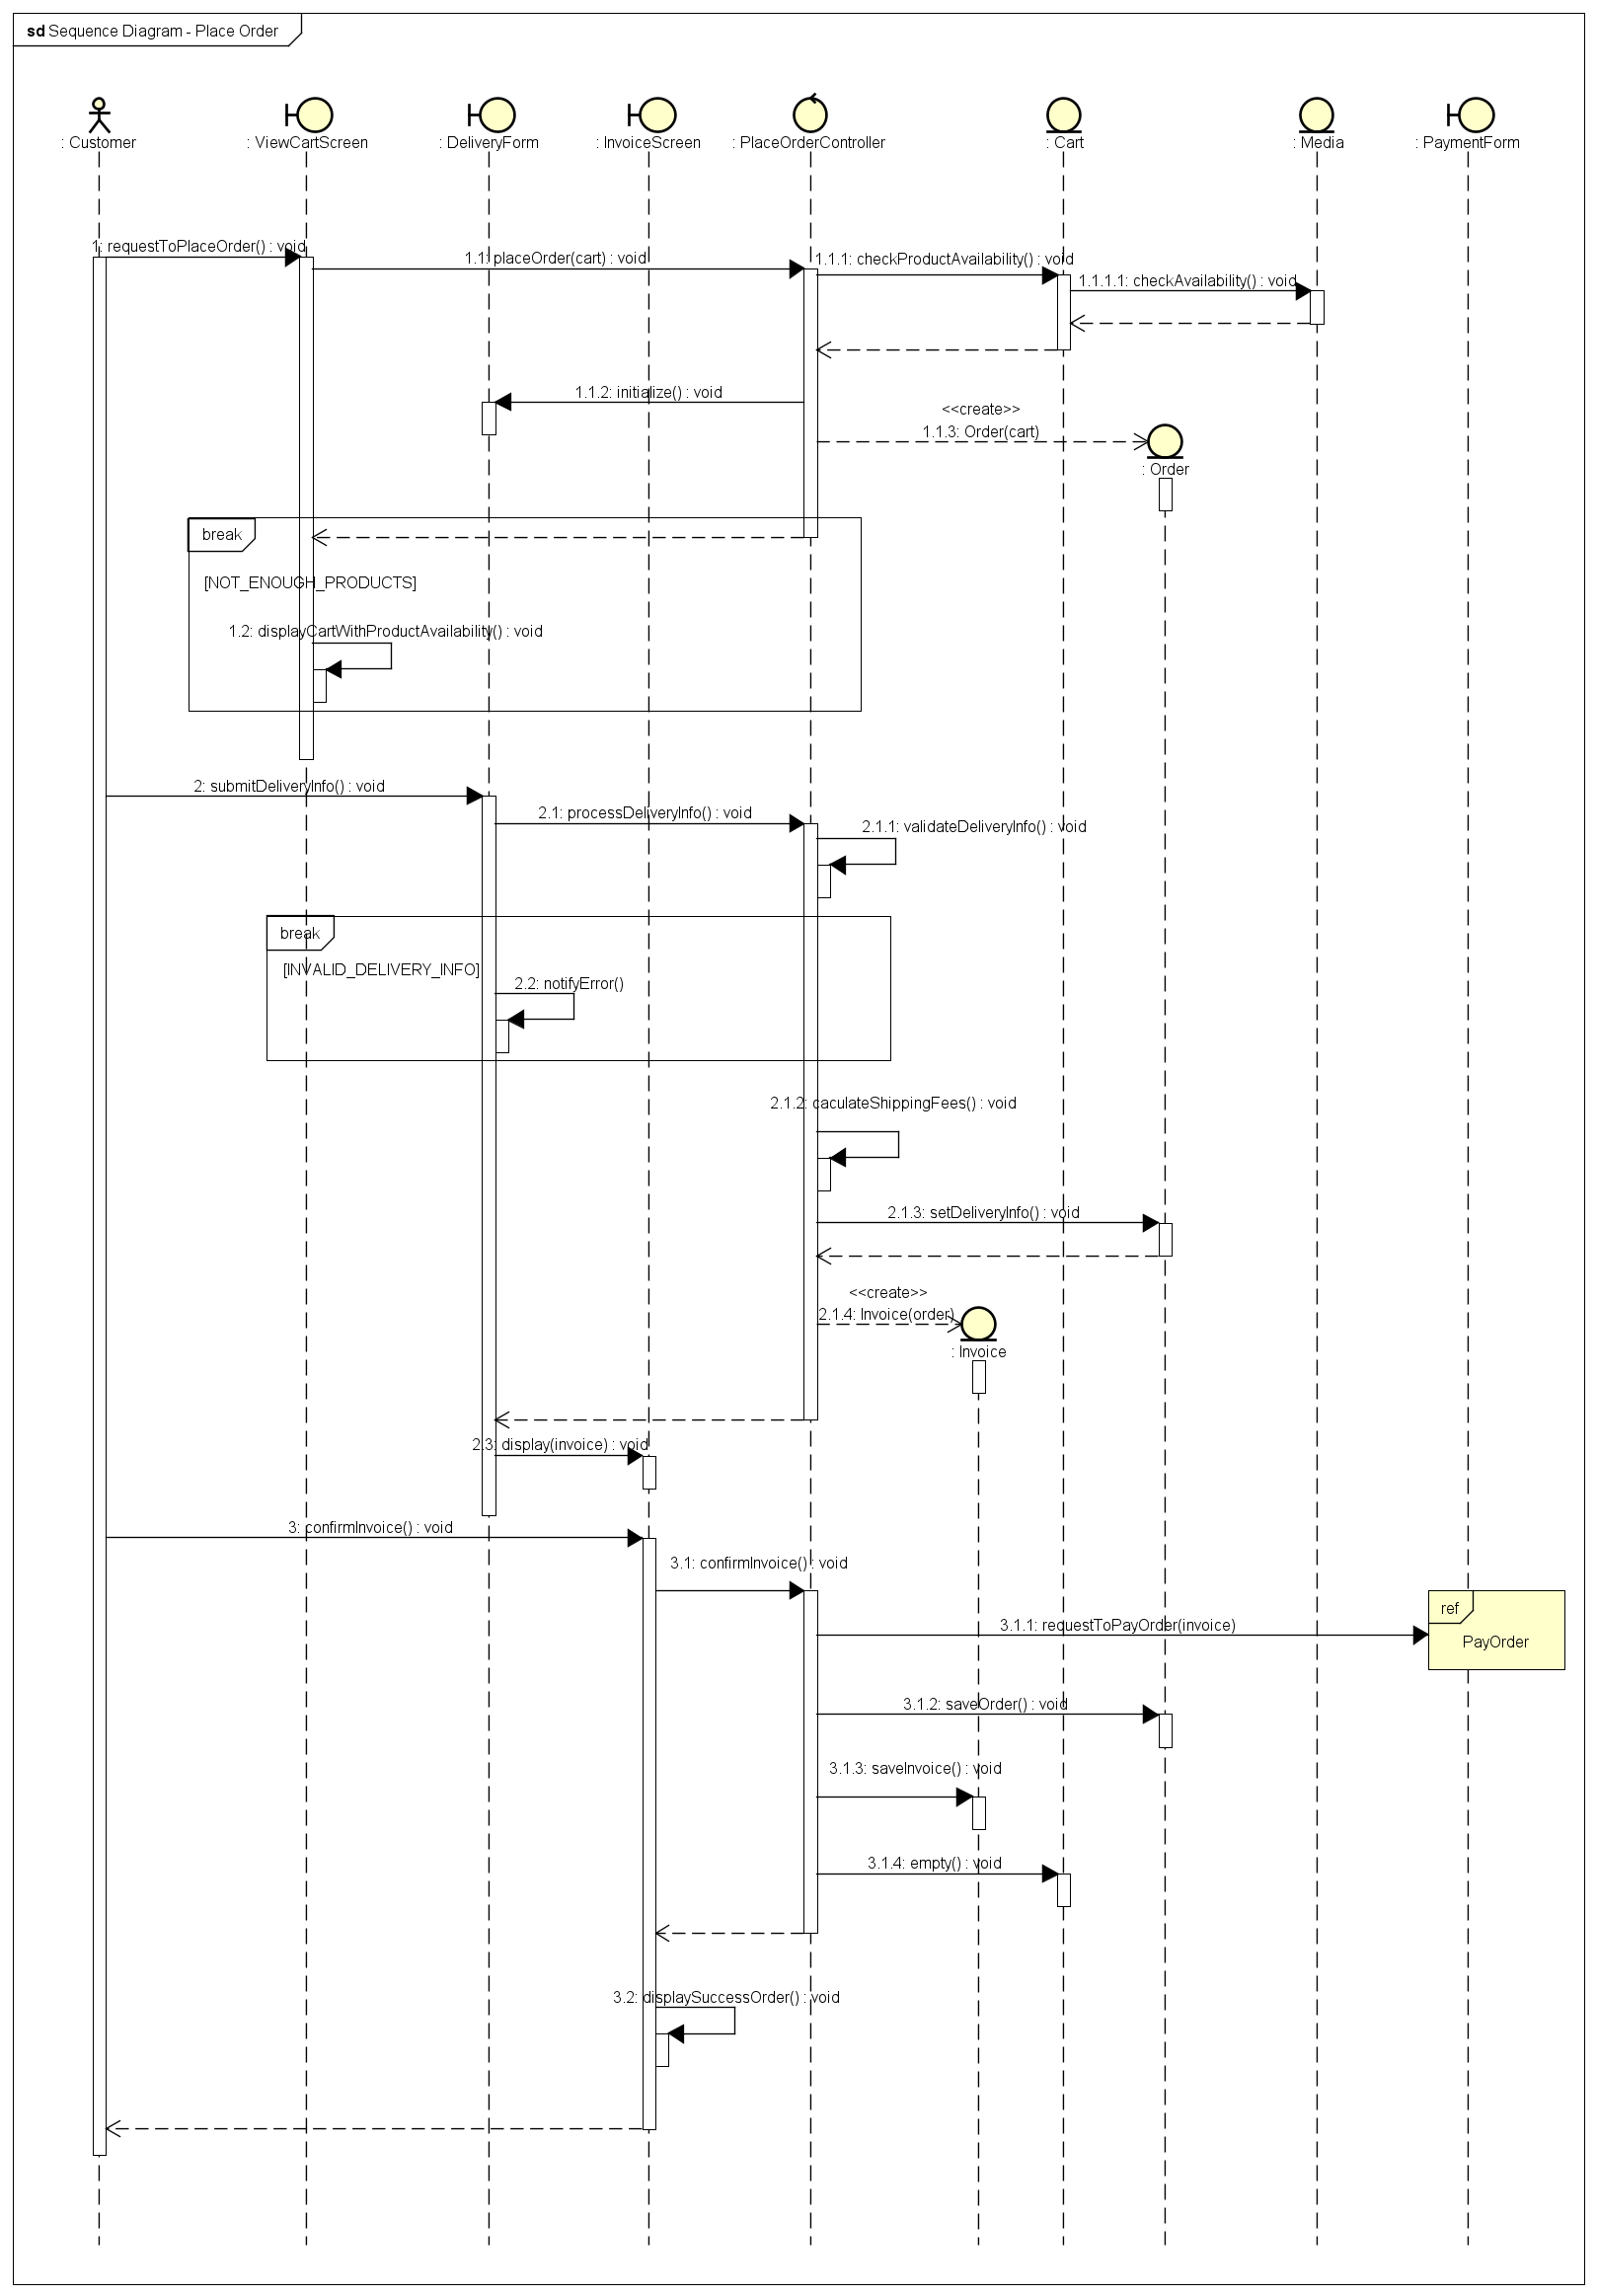 sd Sequence Diagram - Place Order
: Customer
: ViewCartScreen
: DeliveryForm
: InvoiceScreen
: PlaceOrderController
: Cart
: Media
: PaymentForm
1: requestToPlaceOrder() : void
1.1: placeOrder(cart) : void
1.1.1: checkProductAvailability() : void
1.1.1.1: checkAvailability() : void
1.1.2: initialize() : void
<<create>>
1.1.3: Order(cart)
: Order
break
[NOT_ENOUGH_PRODUCTS]
1.2: displayCartWithProductAvailability() : void
2: submitDeliveryInfo() : void
2.1: processDeliveryInfo() : void
2.1.1: validateDeliveryInfo() : void
break
[INVALID_DELIVERY_INFO]
2.2: notifyError()
2.1.2: caculateShippingFees() : void
2.1.3: setDeliveryInfo() : void
<<create>>
2.1.4: Invoice(order)
: Invoice
2.3: display(invoice) : void
3: confirmInvoice() : void
3.1: confirmInvoice() : void
ref
3.1.1: requestToPayOrder(invoice)
PayOrder
3.1.2: saveOrder() : void
3.1.3: saveInvoice() : void
3.1.4: empty() : void
3.2: displaySuccessOrder() : void